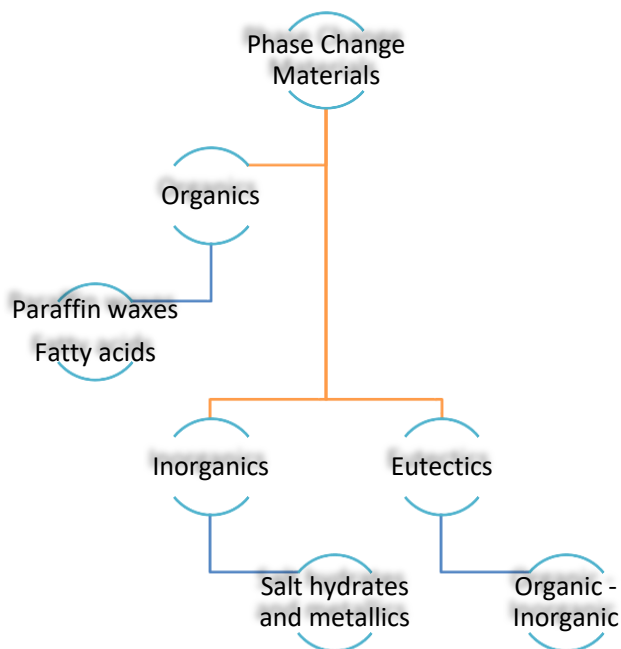 Phase Change
Materials
Organics
Paraffin waxes
Fatty acids
Inorganics
Eutectics
Salt hydrates
and metallics
Organic -
Inorganic